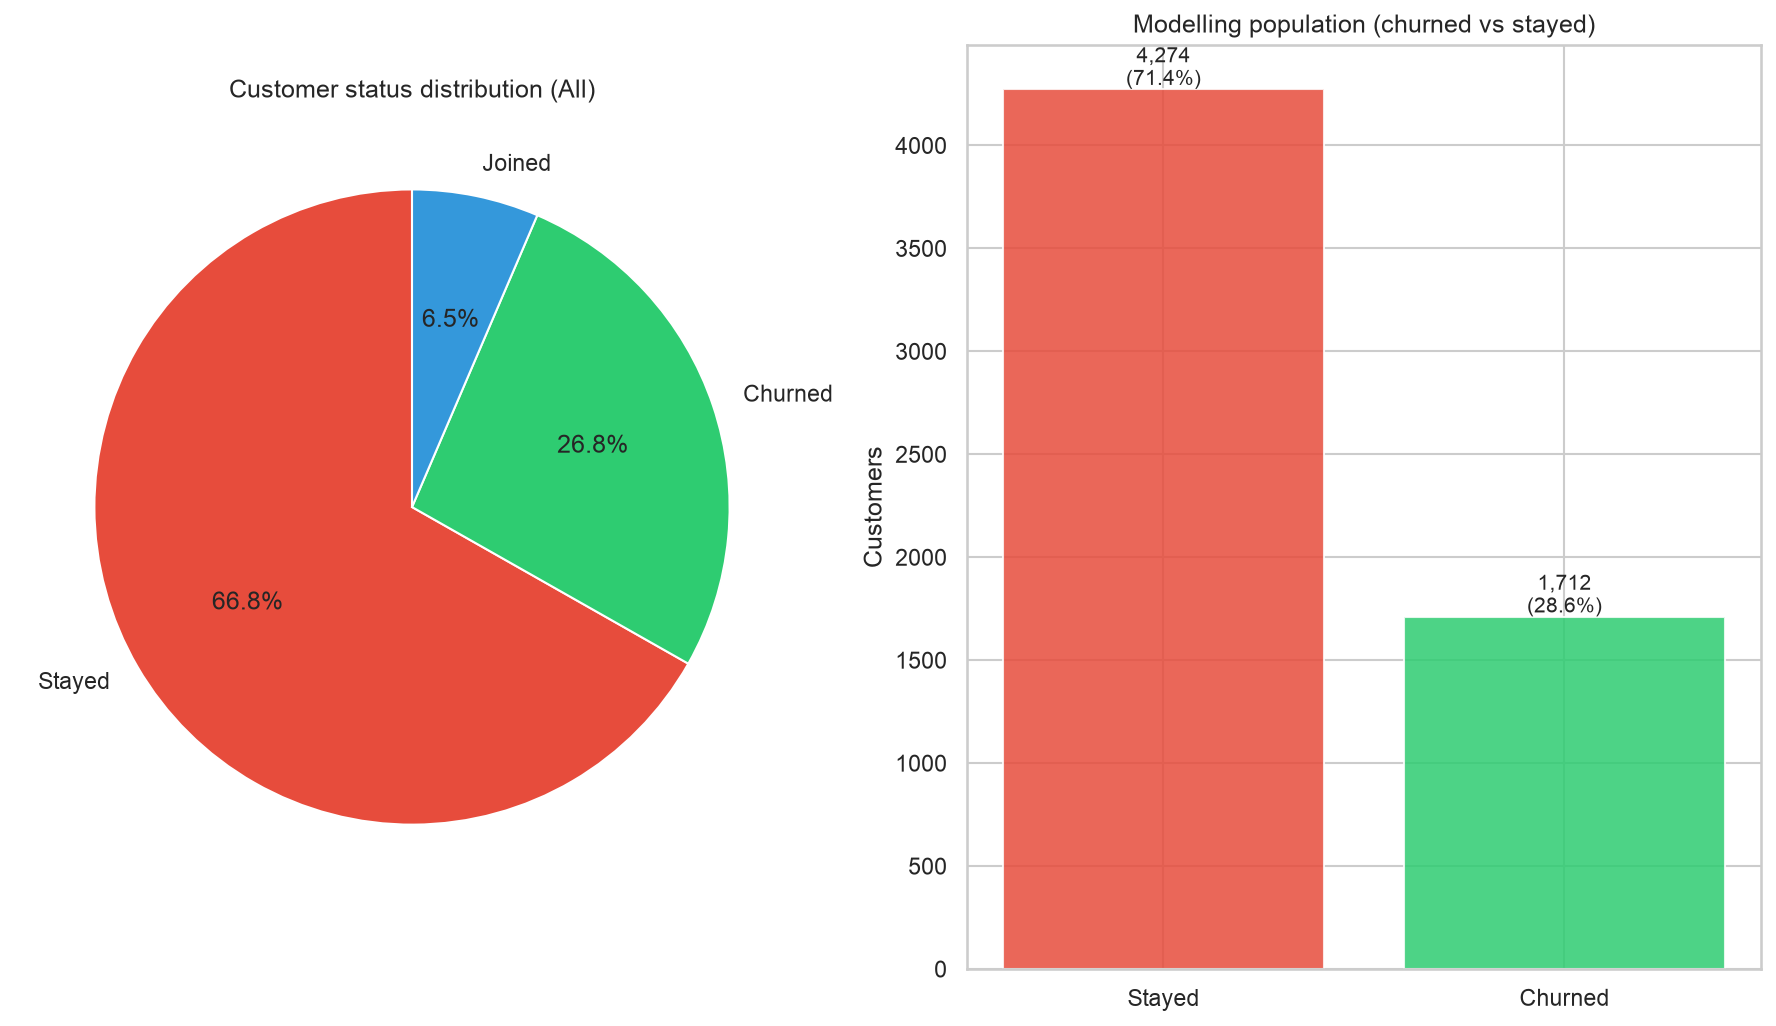 Customer status distribution (All)
Joined
6.5%
Churned
26.8%
66.8%
Stayed
Modelling population (churned vs stayed)
4,274
(71.4%)
4000
3500
3000
2500
2000
1500
1000
500
0
Customers
1,712
(28.6%)
Stayed
Churned